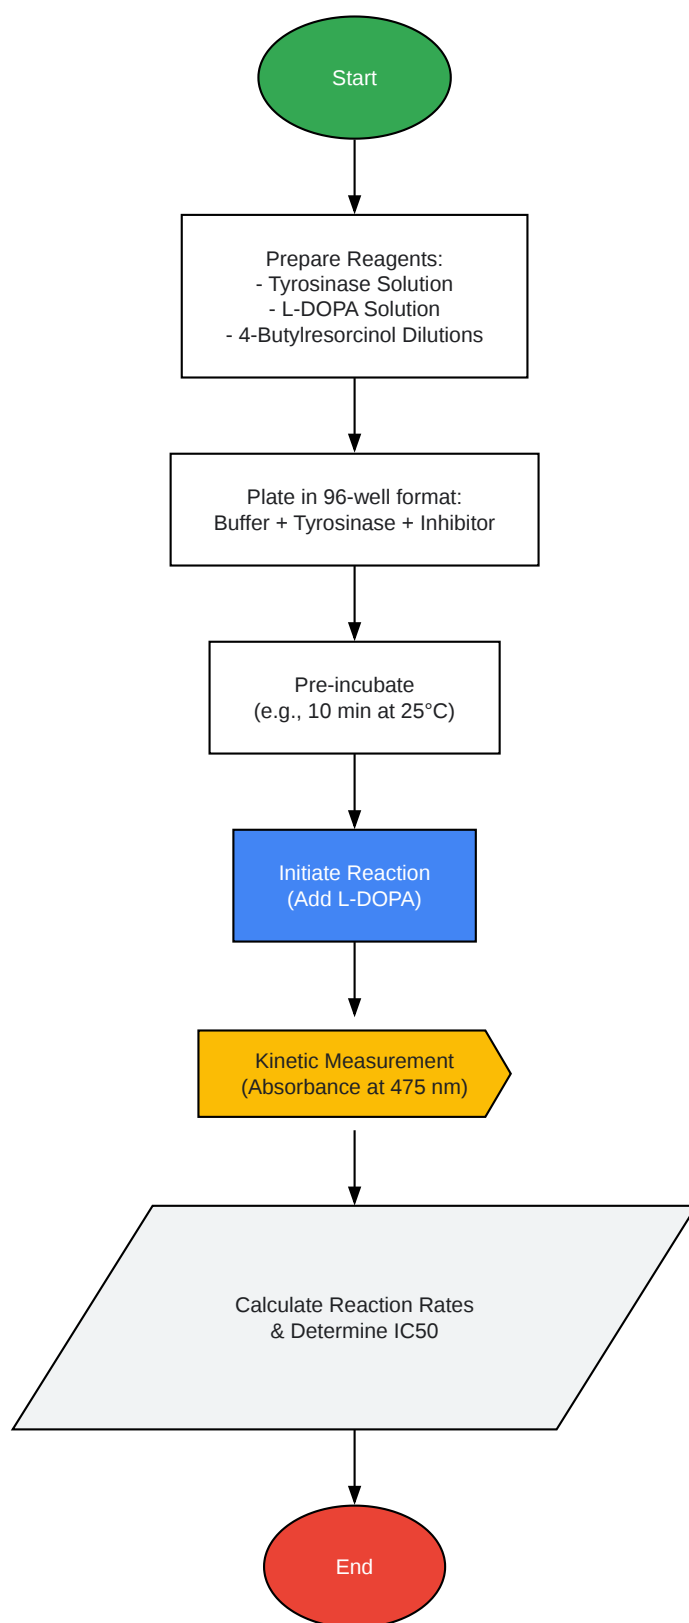 Start
Prepare Reagents:
- Tyrosinase Solution
- L-DOPA Solution
- 4-Butylresorcinol Dilutions
Plate in 96-well format:
Buffer + Tyrosinase + Inhibitor
Pre-incubate
(e.g., 10 min at 25°C)
Initiate Reaction
(Add L-DOPA)
Kinetic Measurement
(Absorbance at 475 nm)
Calculate Reaction Rates
& Determine IC50
End